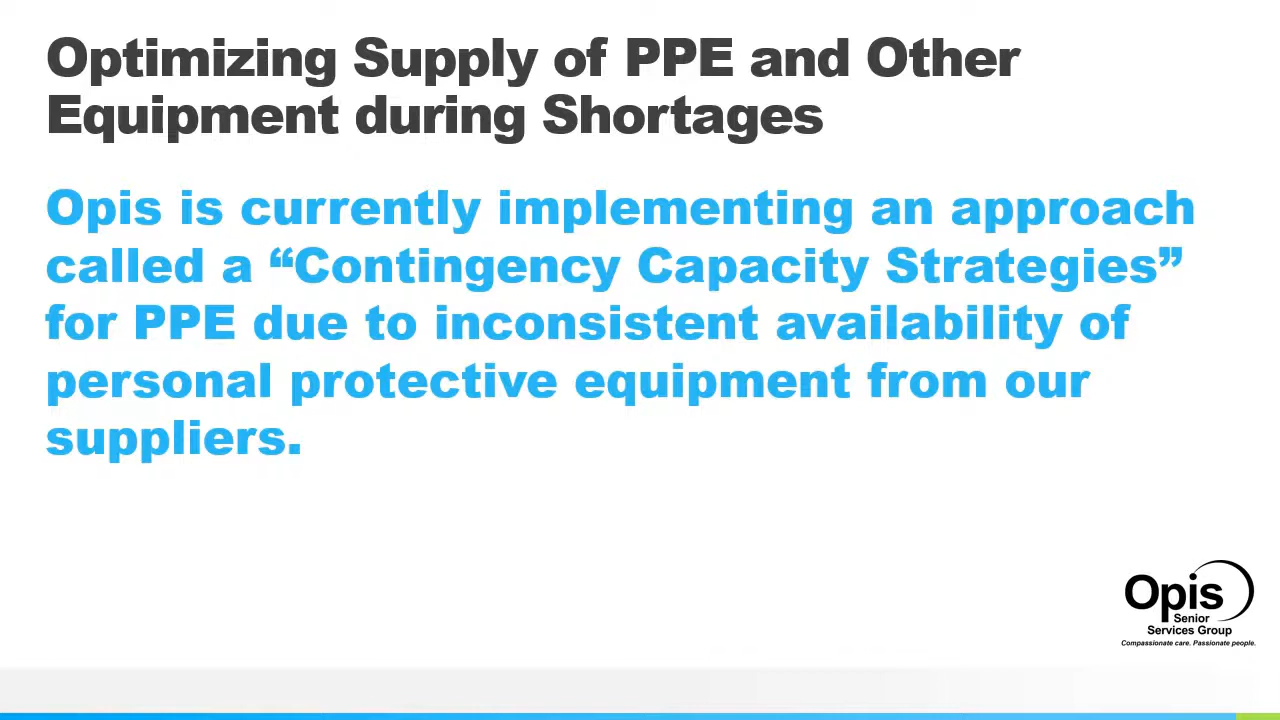 Optimizing Supply of PPE and Other
Equipment during Shortages
Opis is currently implementing an approach
called a “Contingency Capacity Strategies”
for PPE due to inconsistent availability of
personal protective equipment from our
suppliers.
Opis
Senior
Services Group
Compassionate care. Passionate people.